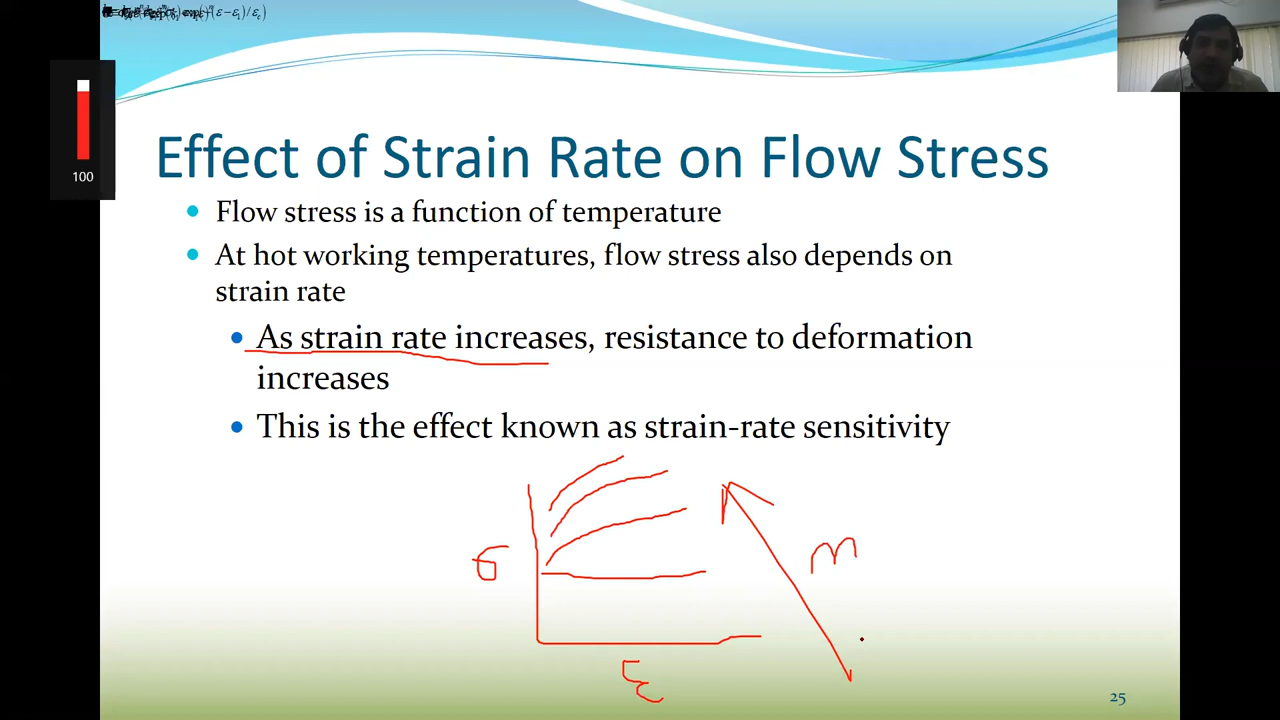 100
Effect of Strain Rate on Flow Stress
Flow stress is a function of temperature
At hot working temperatures, flow stress also depends on
strain rate
As strain rate increases, resistance to deformation
increases
This is the effect known as strain-rate sensitivity
σ
m
ε
25